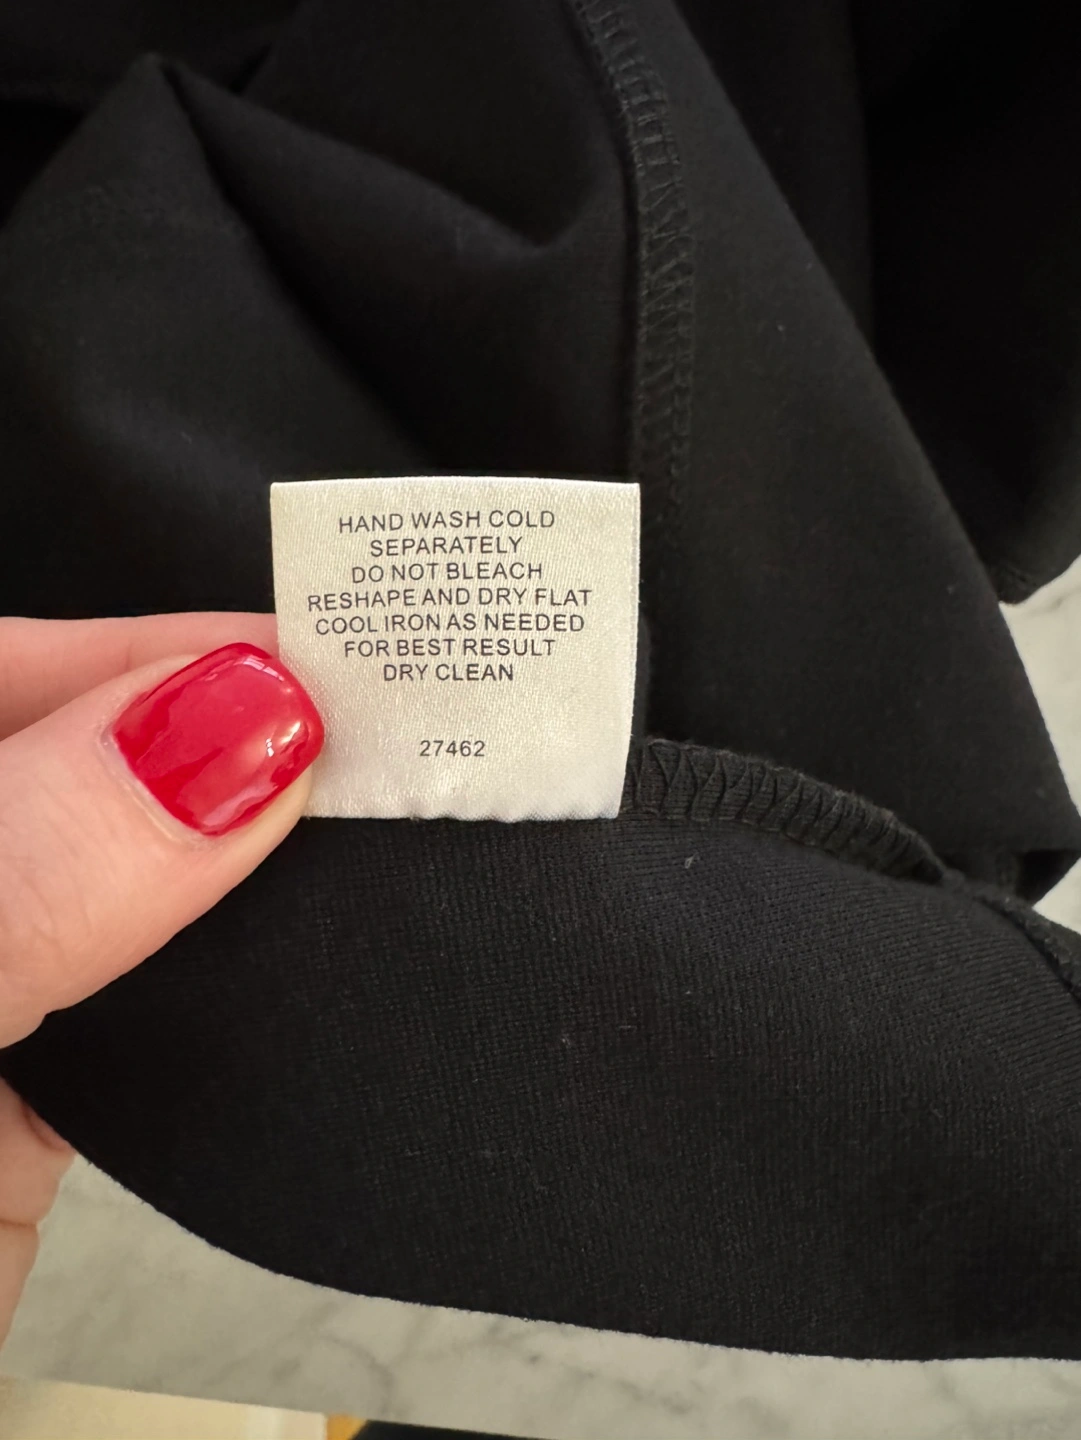 HAND WASH COLD
SEPARATELY
DO NOT BLEACH
RESHAPE AND DRY FLAT
COOL IRON AS NEEDED
FOR BEST RESULT
DRY CLEAN
27462